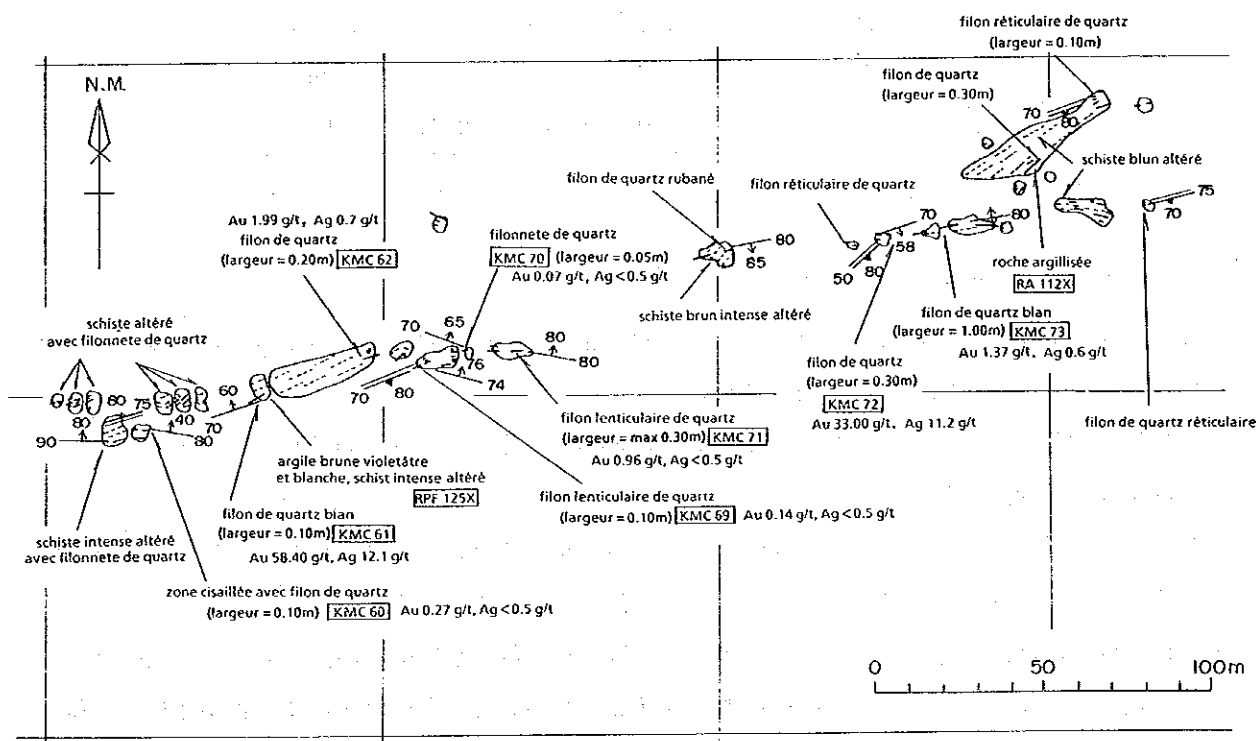 filon réticulaire de quartz
(largeur = 0.10m)
N.M.
filon de quartz
(largeur = 0.30m)
70
80
schiste blun altéré
filon de quartz rubané
filon réticulaire de quartz
75
70
Au 1.99 g/t, Ag 0.7 g/t
filon de quartz
(largeur = 0.20m) KMC 62
filonnete de quartz
KMC 70 (largeur = 0.05m)
Au 0.07 g/t, Ag < 0.5 g/t
80
85
70
58
80
50
80
roche argillisée
RA 112X
schiste brun intense altéré
schiste altéré
avec filonnete de quartz
filon de quartz blan
(largeur = 1.00m) KMC 73
Au 1.37 g/t, Ag 0.6 g/t
70
65
76
74
80
80
70
80
filon de quartz
(largeur = 0.30m)
KMC 72
Au 33.00 g/t, Ag 11.2 g/t
60
70
80
75
40
80
80
90
filon de quartz réticulaire
filon lenticulaire de quartz
(largeur = max 0.30m) KMC 71
Au 0.96 g/t, Ag < 0.5 g/t
argile brune violetâtre
et blanche, schist intense altéré
RPF 125X
filon lenticulaire de quartz
(largeur = 0.10m) KMC 69 Au 0.14 g/t, Ag < 0.5 g/t
schiste intense altéré
avec filonnete de quartz
filon de quartz bian
(largeur = 0.10m) KMC 61
Au 58.40 g/t, Ag 12.1 g/t
zone cisaillée avec filon de quartz
(largeur = 0.10m) KMC 60 Au 0.27 g/t, Ag < 0.5 g/t
0 50 100m